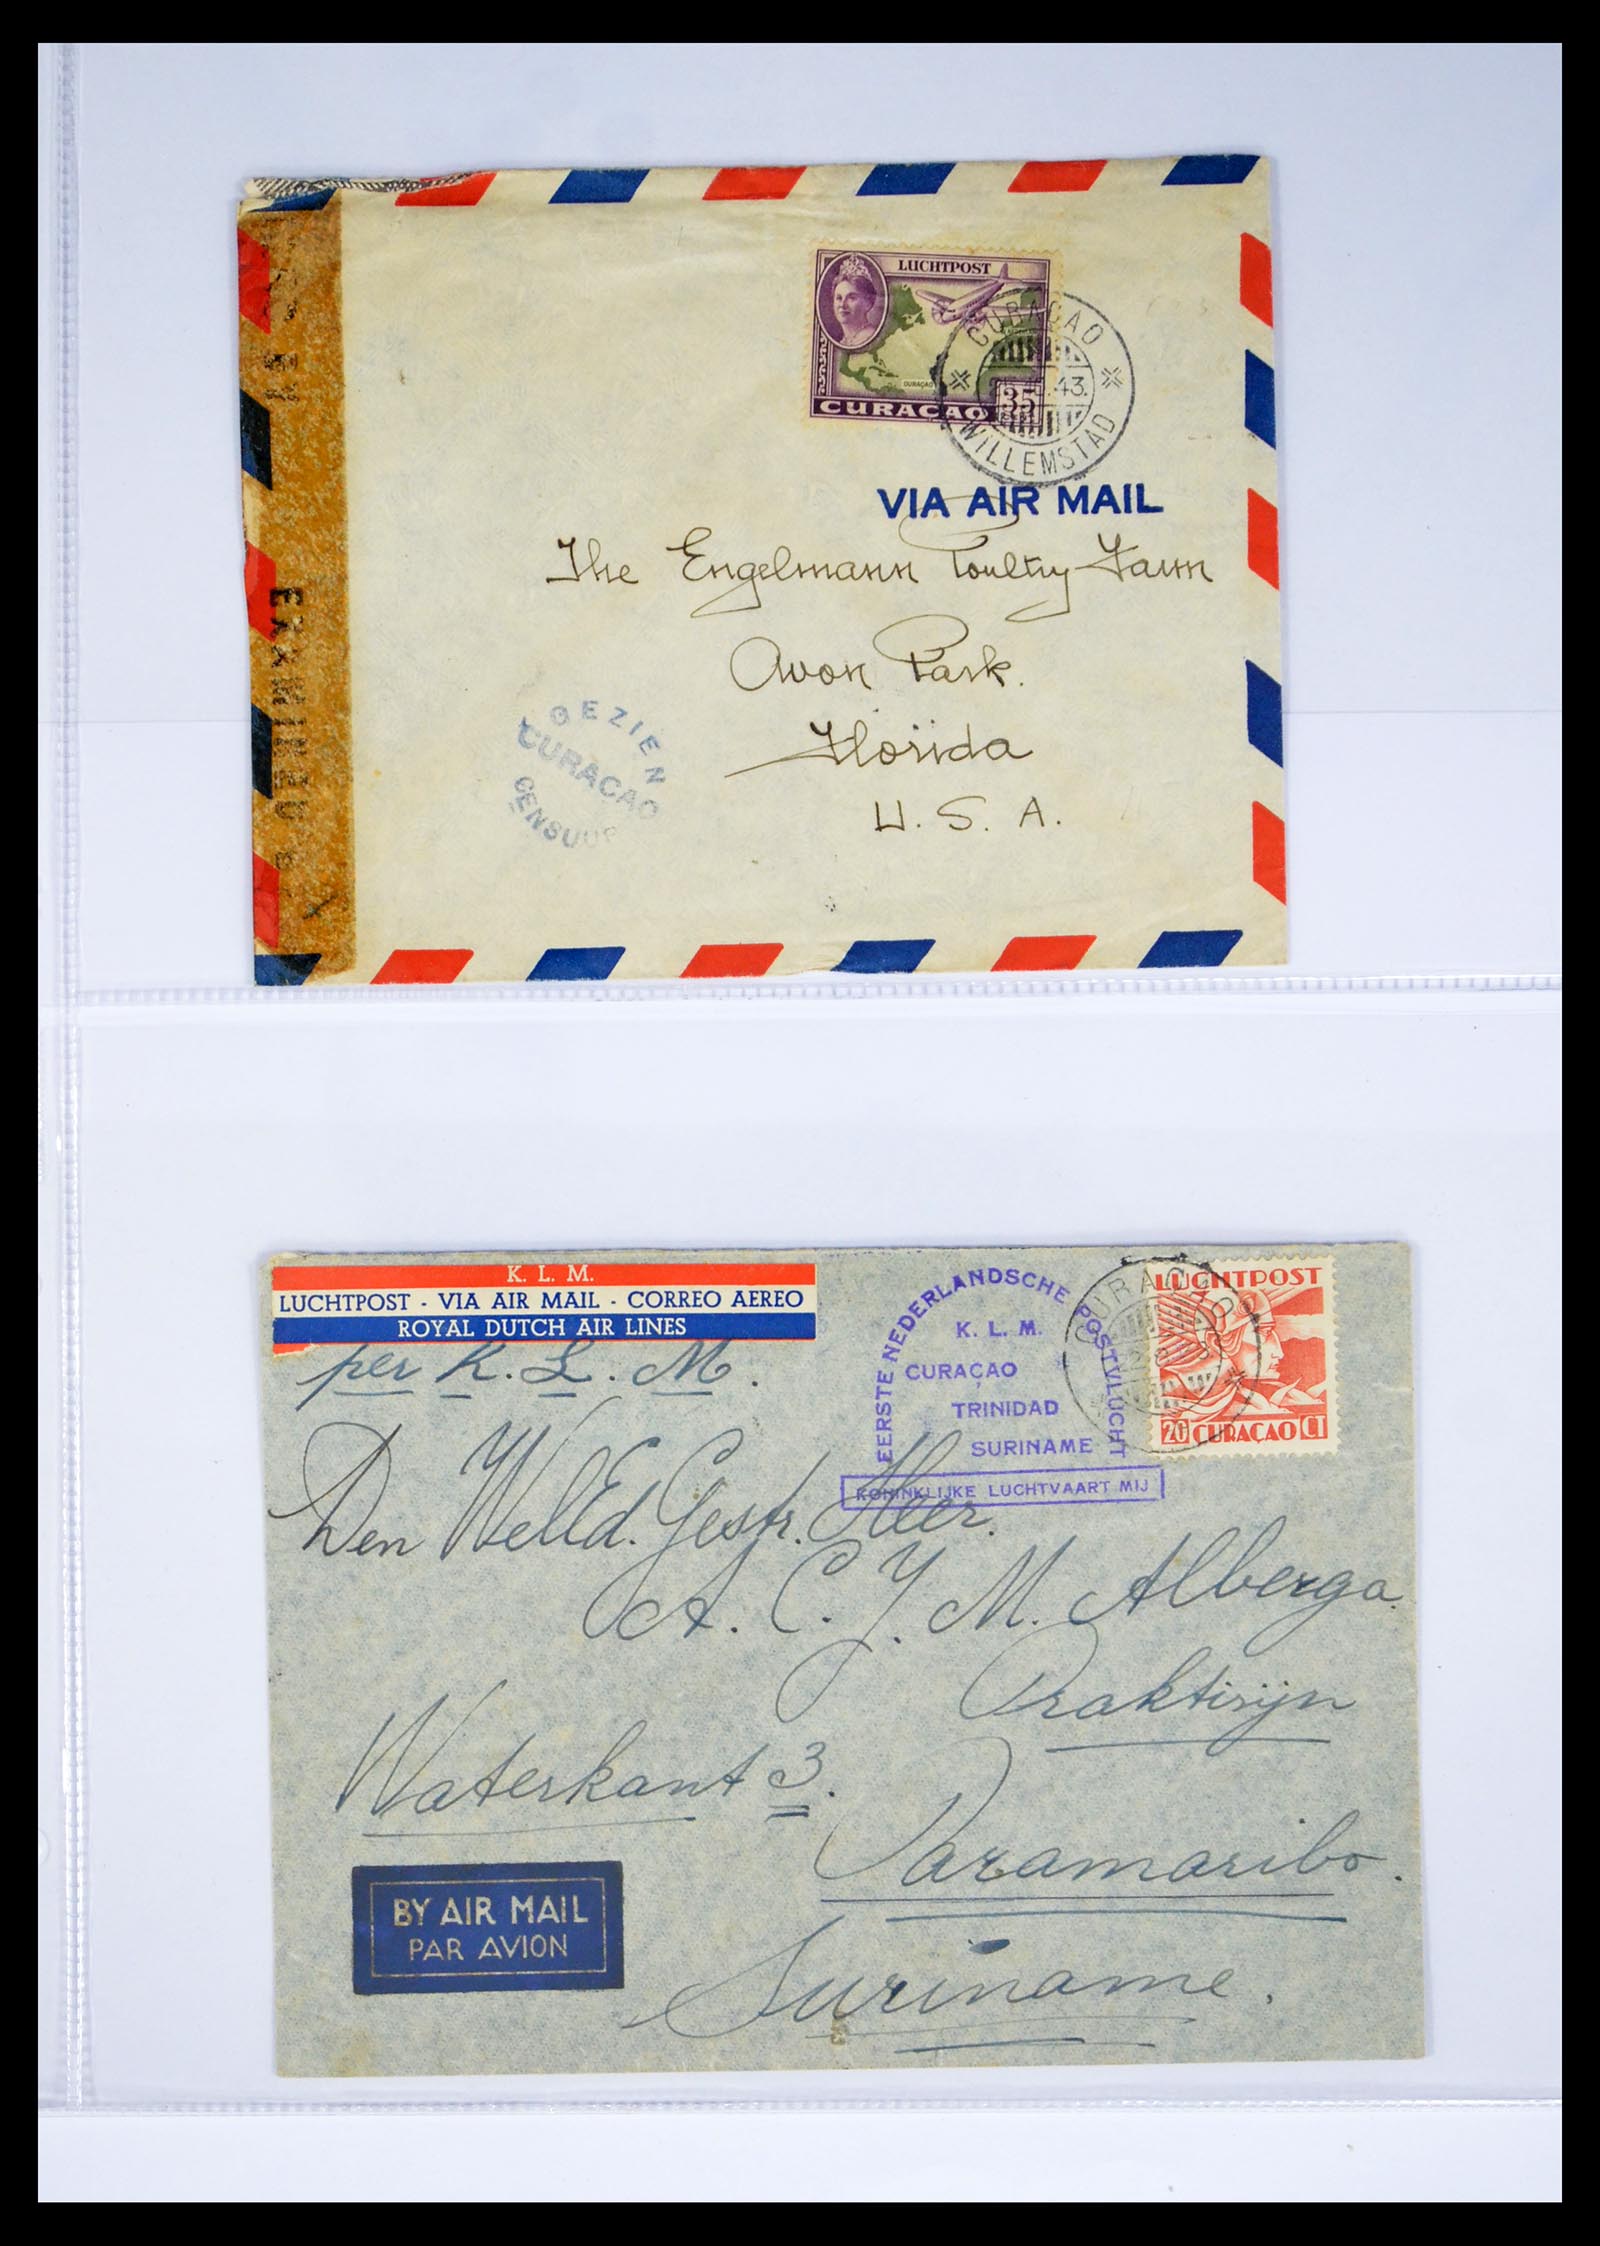 LUCHTPOST
CURAÇAO
35
CURAÇAO
CURAÇAO
43.
WILLEMSTAD
VIA AIR MAIL
The Engelmann Poultry Farm
Avon Park.
Florida
U. S. A.
EXAMINED
GEZIEN
CURACAO
CENSUUR
K. L. M.
LUCHTPOST - VIA AIR MAIL - CORREO AEREO
ROYAL DUTCH AIR LINES
per K. L. M.
EERSTE NEDERLANDSCHE POSTVLUCHT
K. L. M.
CURAÇAO
TRINIDAD
SURINAME
KONINKLIJKE LUCHTVAART MIJ
CURACAO
LUCHTPOST
20 CURAÇAO CT
Den WelEd. Gestr. Heer.
A. C. J. M. Alberga.
Praktizijn
Waterkant 3.
Paramaribo.
Suriname.
BY AIR MAIL
PAR AVION